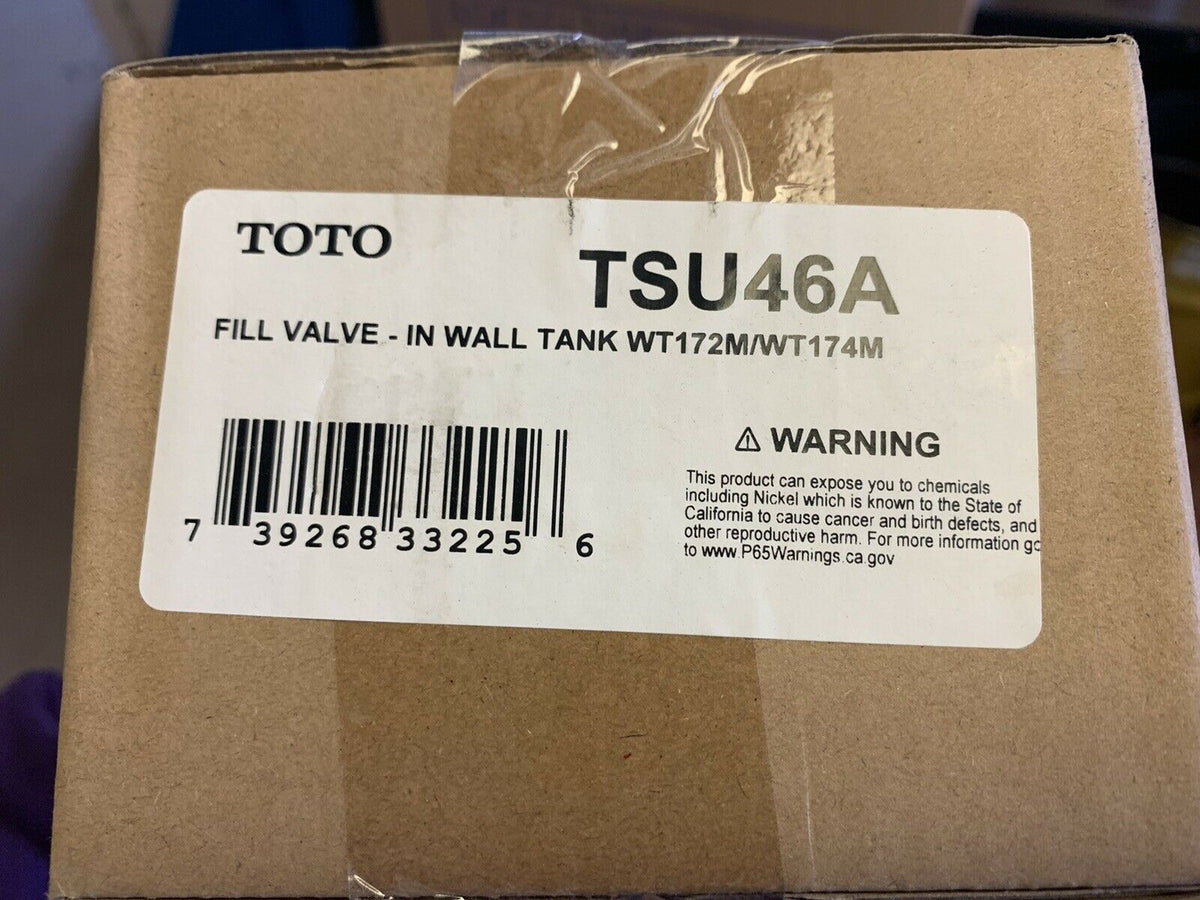 TOTO
TSU46A
FILL VALVE - IN WALL TANK WT172M/WT174M
7 39268 33225 6
⚠ WARNING
This product can expose you to chemicals
including Nickel which is known to the State of
California to cause cancer and birth defects, and
other reproductive harm. For more information go
to www.P65Warnings.ca.gov